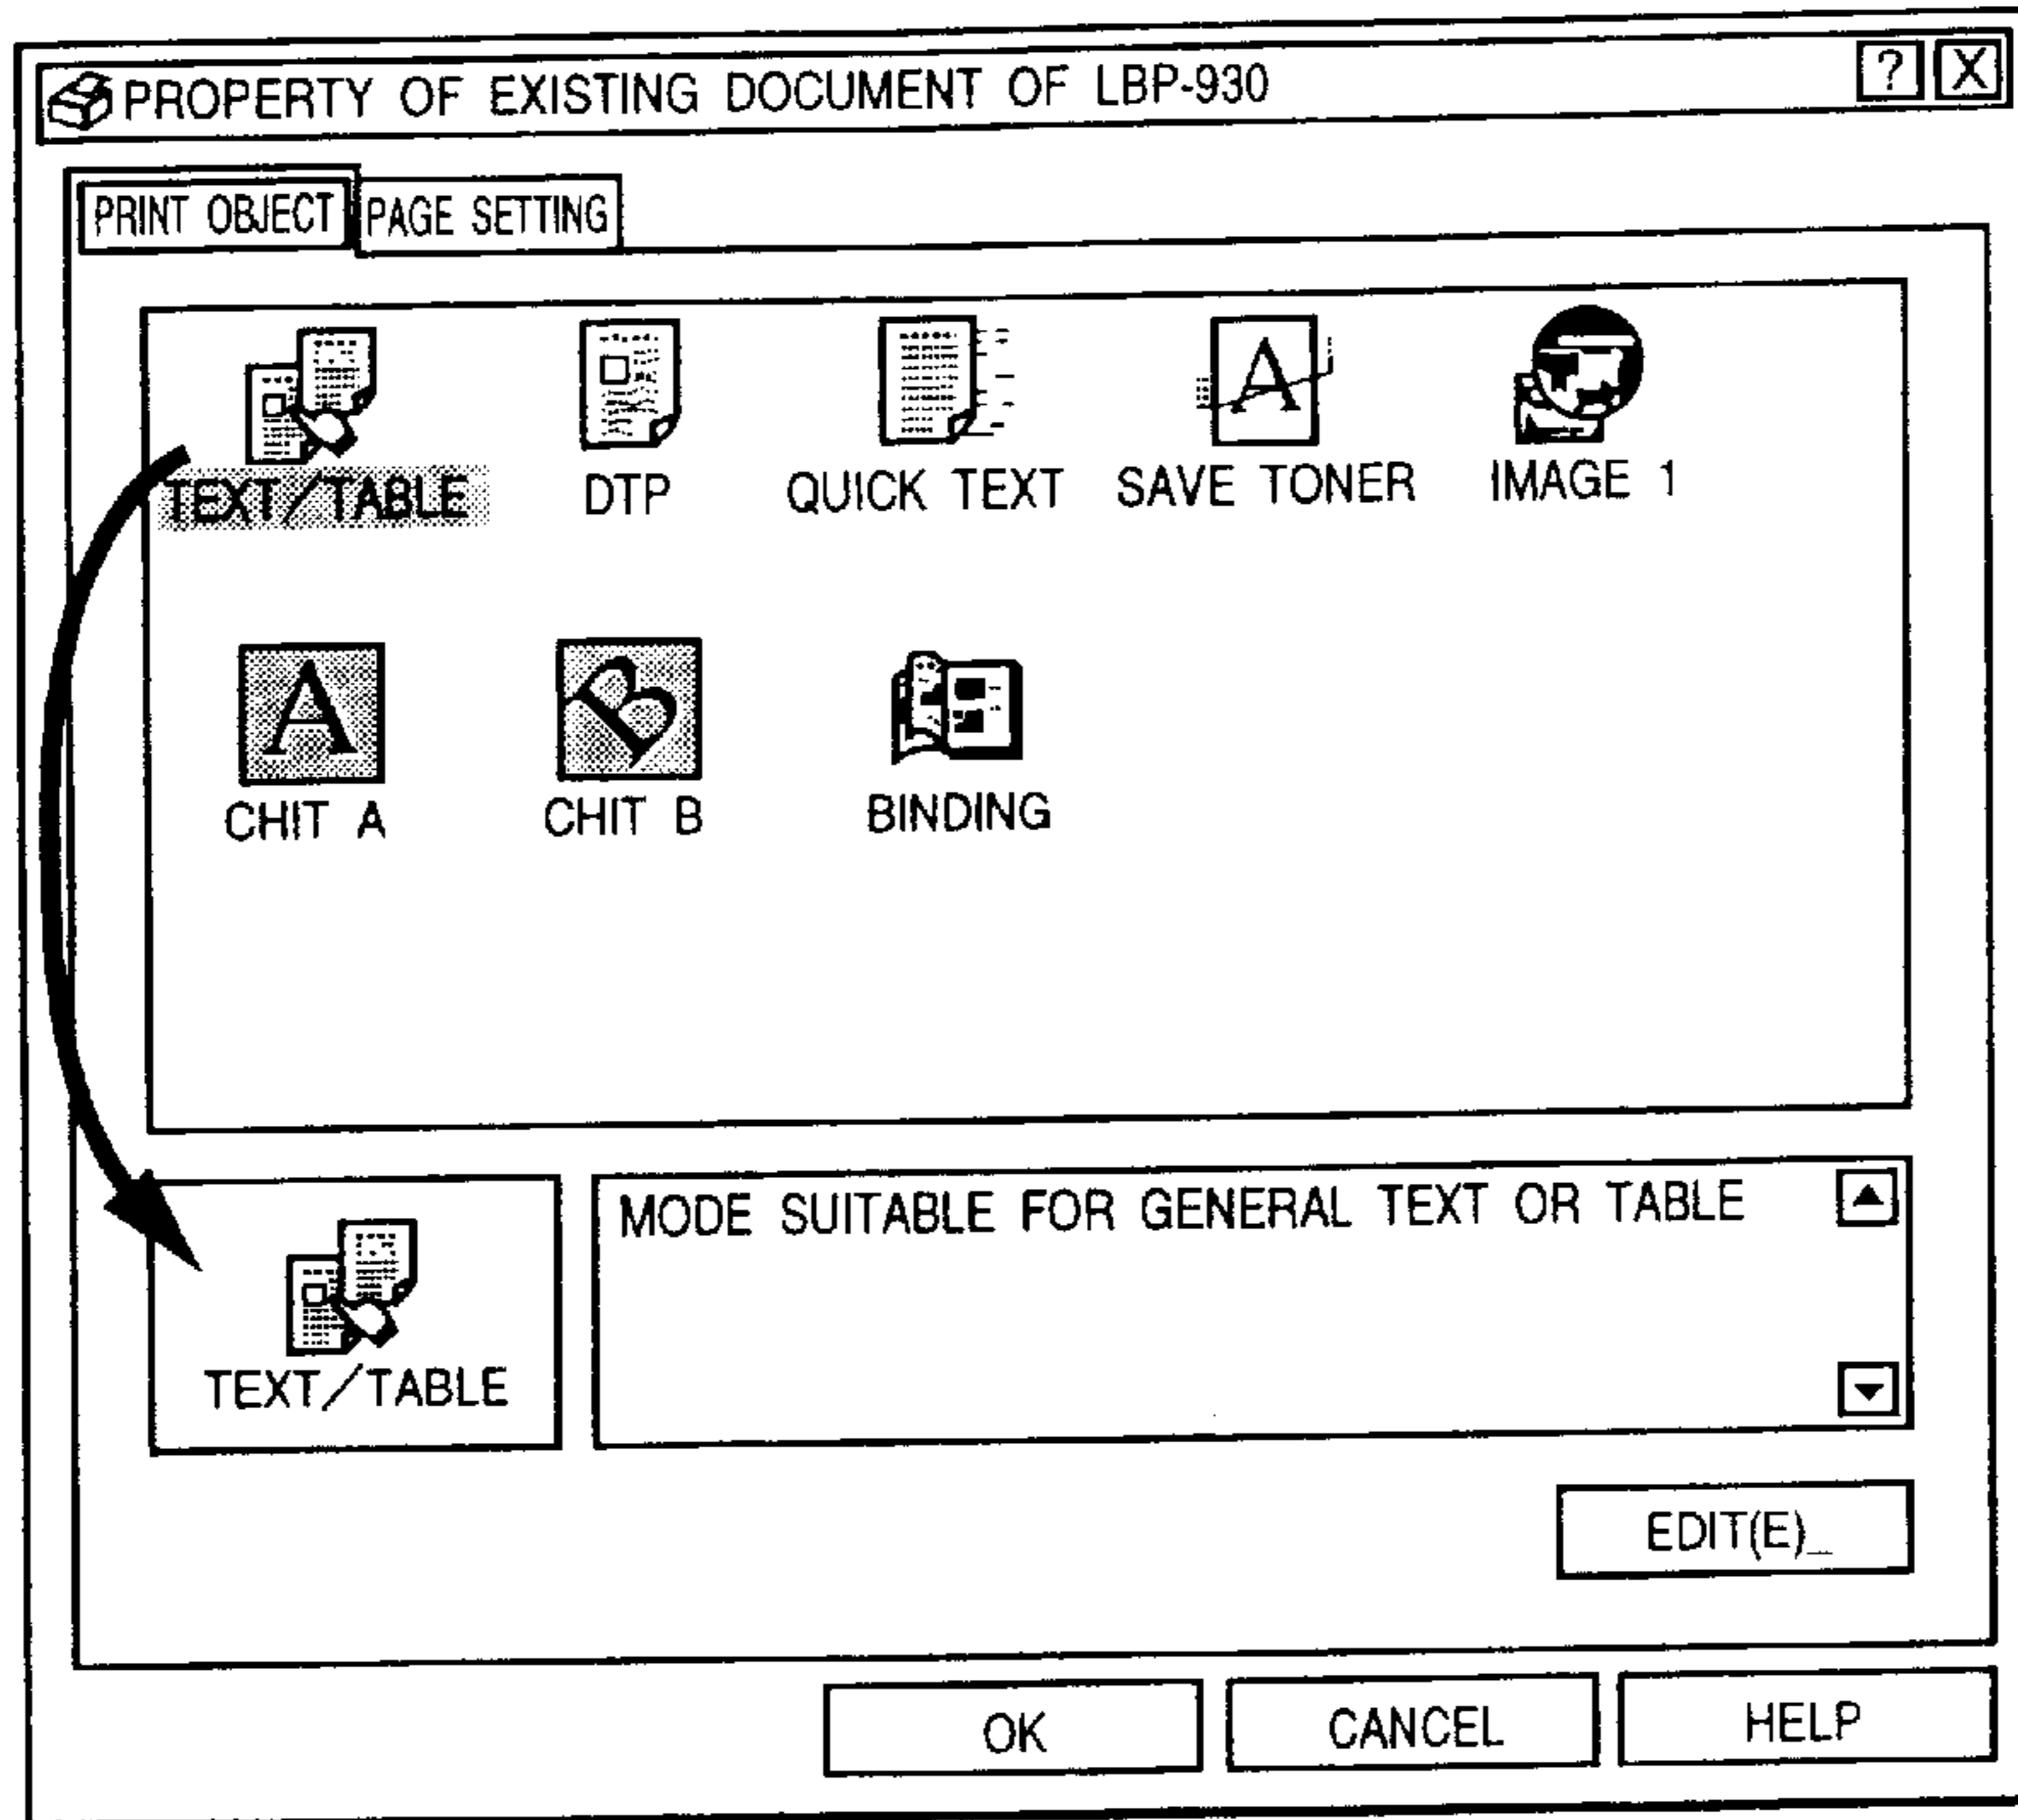 PROPERTY OF EXISTING DOCUMENT OF LBP-930 ? X
PRINT OBJECT PAGE SETTING
TEXT/TABLE DTP QUICK TEXT SAVE TONER IMAGE 1
CHIT A CHIT B BINDING
MODE SUITABLE FOR GENERAL TEXT OR TABLE
TEXT/TABLE
EDIT(E)_
OK CANCEL HELP